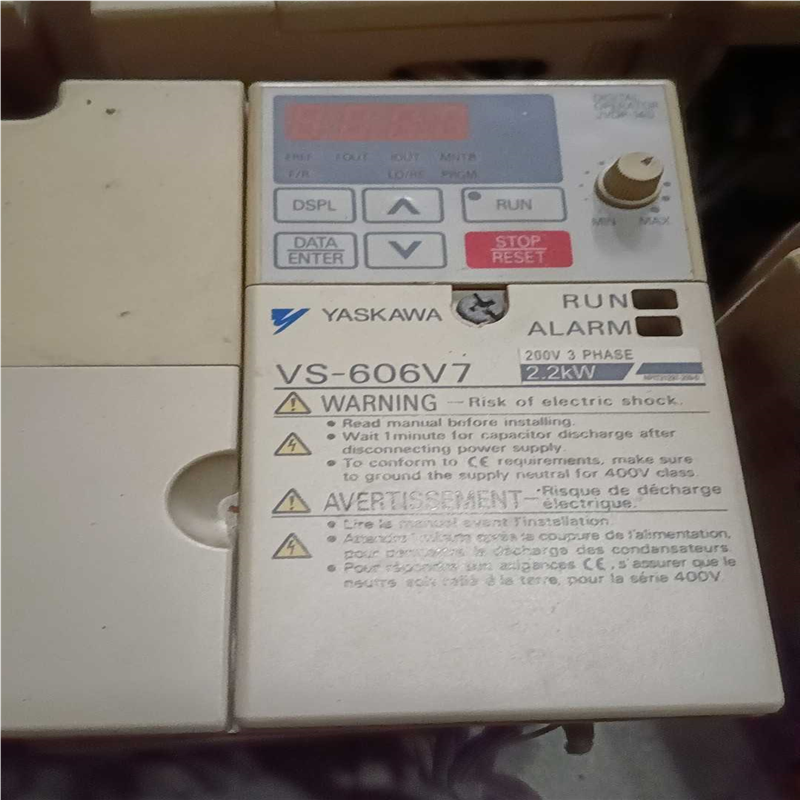 DIGITAL
OPERATOR
JVOP-140
FREF FOUT IOUT MNTR
F/R LO/RE PRGM
DSPL
RUN
DATA
ENTER
STOP
RESET
MIN MAX
YASKAWA
RUN
ALARM
VS-606V7
200V 3 PHASE
2.2kW
WARNING
Risk of electric shock.
• Read manual before installing.
• Wait 1 minute for capacitor discharge after
disconnecting power supply.
• To conform to CE requirements, make sure
to ground the supply neutral for 400V class.
AVERTISSEMENT
Risque de décharge
électrique.
• Lire le manuel avant l'installation.
• Attendre 1 minute après la coupure de l'alimentation,
pour permettre la décharge des condensateurs.
• Pour répondre aux exigences CE, s'assurer que le
neutre soit relié à la terre, pour la série 400V